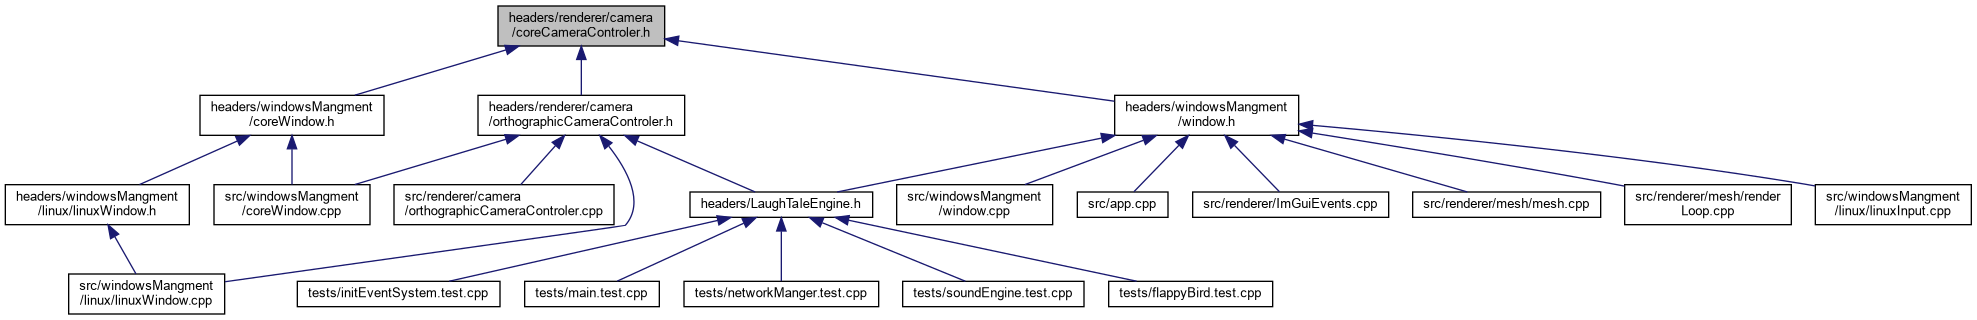 headers/renderer/camera
/coreCameraControler.h
headers/windowsMangment
/coreWindow.h
headers/renderer/camera
/orthographicCameraControler.h
headers/windowsMangment
/window.h
headers/windowsMangment
/linux/linuxWindow.h
src/windowsMangment
/coreWindow.cpp
src/renderer/camera
/orthographicCameraControler.cpp
headers/LaughTaleEngine.h
src/windowsMangment
/window.cpp
src/app.cpp
src/renderer/ImGuiEvents.cpp
src/renderer/mesh/mesh.cpp
src/renderer/mesh/render
Loop.cpp
src/windowsMangment
/linux/linuxInput.cpp
src/windowsMangment
/linux/linuxWindow.cpp
tests/initEventSystem.test.cpp
tests/main.test.cpp
tests/networkManger.test.cpp
tests/soundEngine.test.cpp
tests/flappyBird.test.cpp